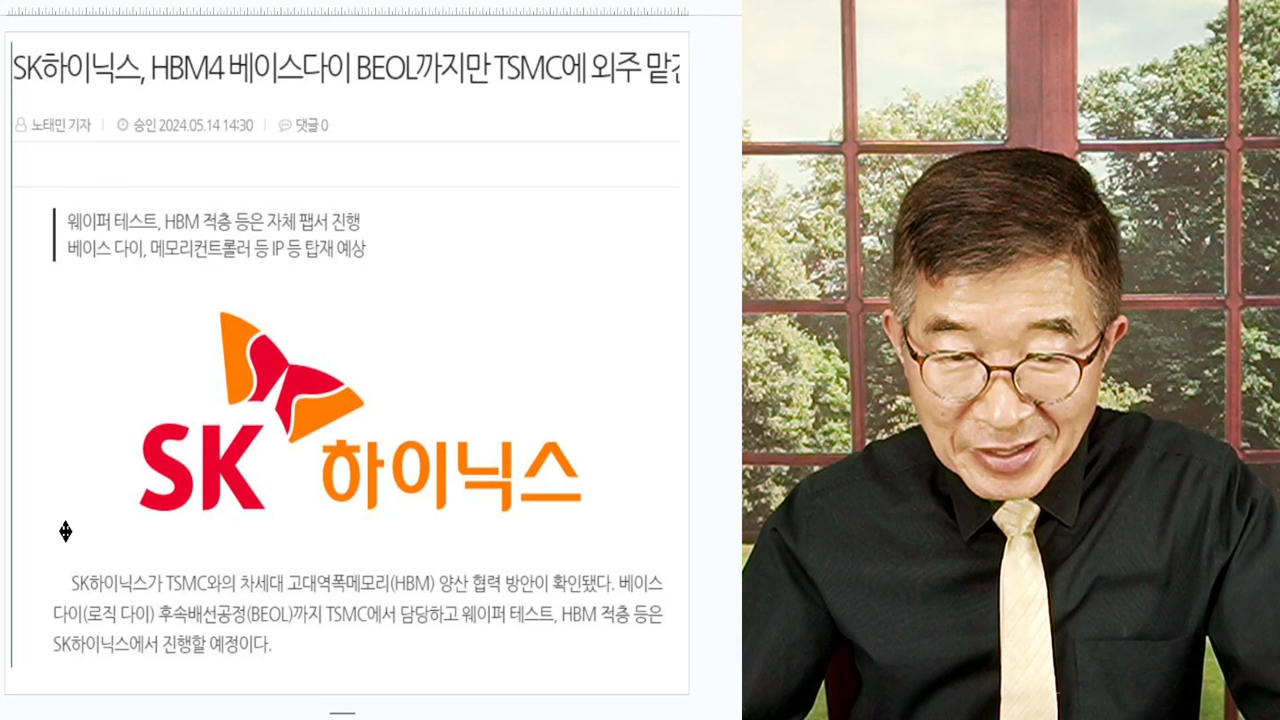 SK하이닉스, HBM4 베이스다이 BEOL까지만 TSMC에 외주 맡긴
노태민 기자 승인 2024.05.14 14:30 댓글 0
웨이퍼 테스트, HBM 적층 등은 자체 팹서 진행
베이스 다이, 메모리컨트롤러 등 IP 등 탑재 예상
SK 하이닉스
SK하이닉스가 TSMC와의 차세대 고대역폭메모리(HBM) 양산 협력 방안이 확인됐다. 베이스
다이(로직 다이) 후속배선공정(BEOL)까지 TSMC에서 담당하고 웨이퍼 테스트, HBM 적층 등은
SK하이닉스에서 진행할 예정이다.